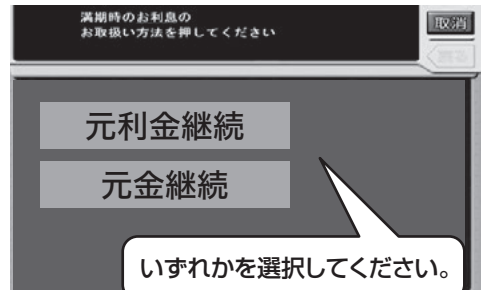 満期時のお利息の
お取扱い方法を押してください
取消
戻る
元利金継続
元金継続
いずれかを選択してください。